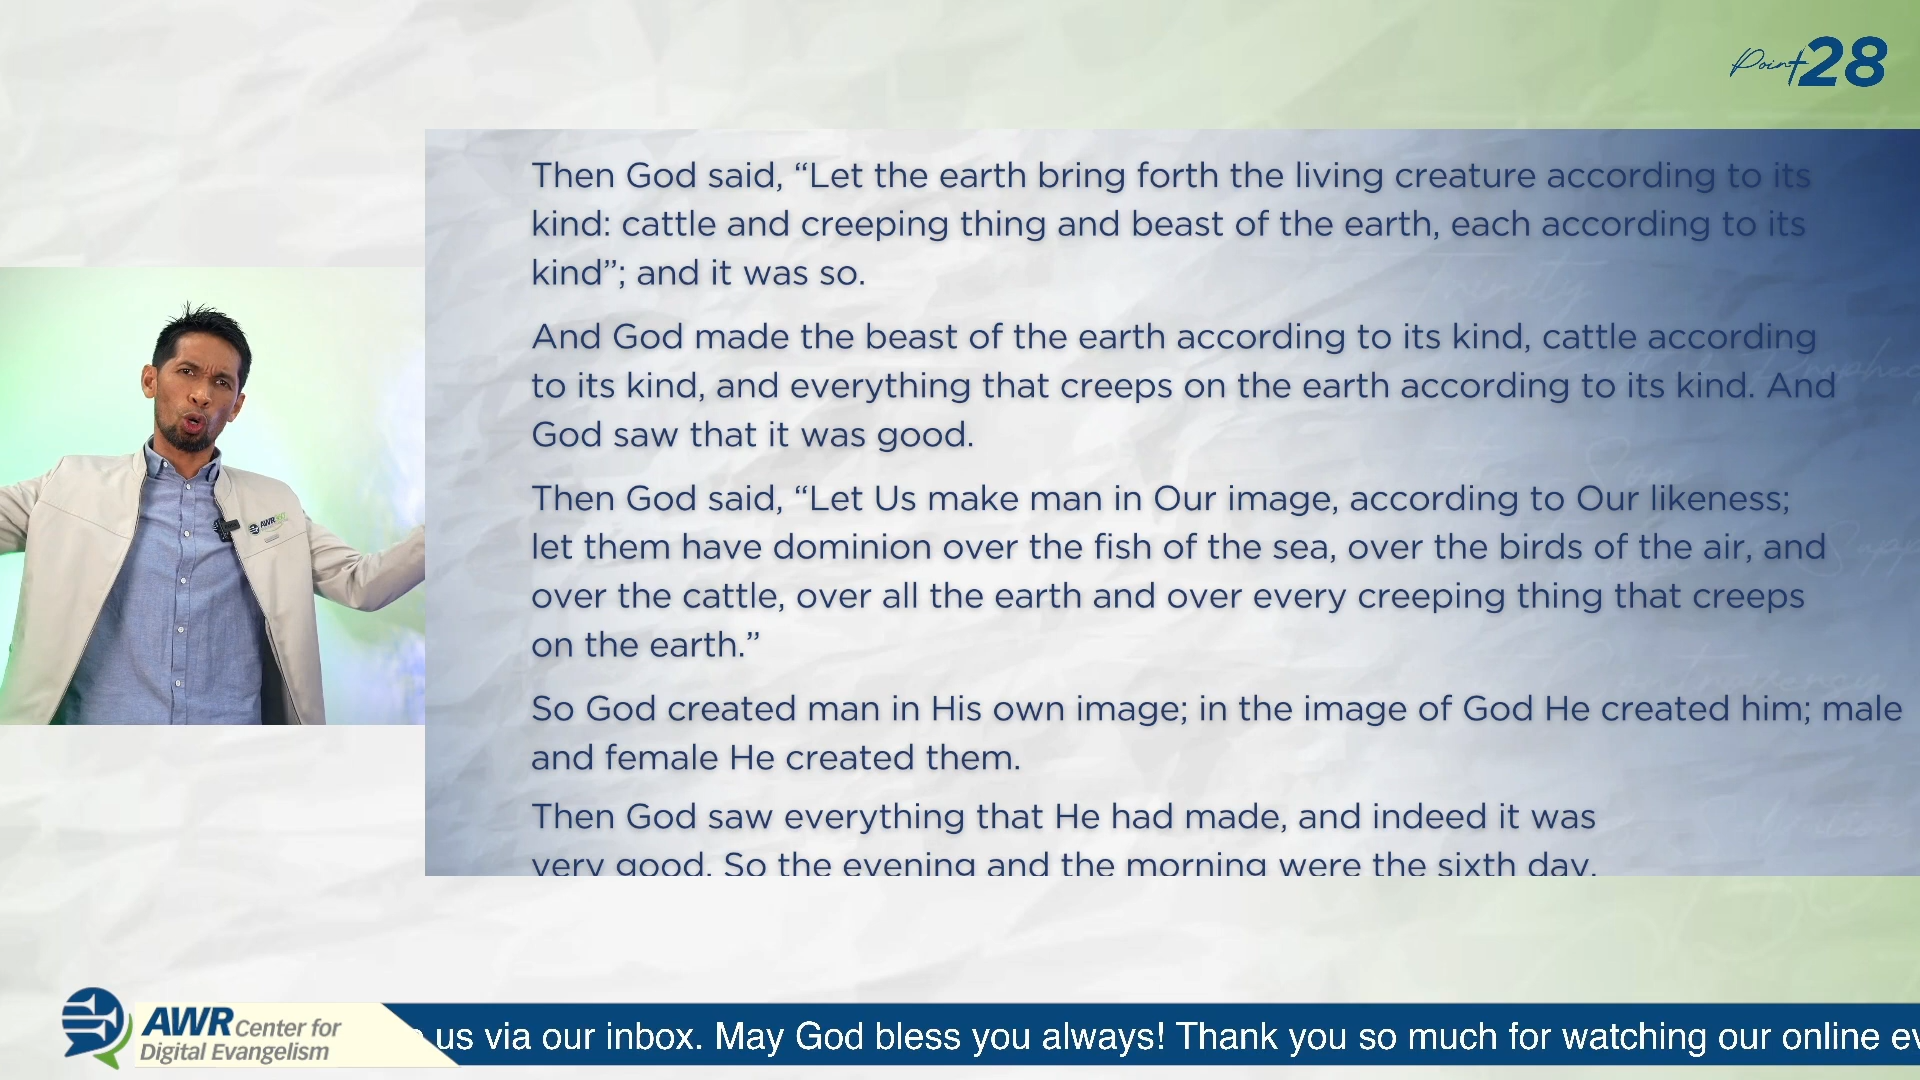 Point 28
Then God said, “Let the earth bring forth the living creature according to its
kind: cattle and creeping thing and beast of the earth, each according to its
kind”; and it was so.
And God made the beast of the earth according to its kind, cattle according
to its kind, and everything that creeps on the earth according to its kind. And
God saw that it was good.
Then God said, “Let Us make man in Our image, according to Our likeness;
let them have dominion over the fish of the sea, over the birds of the air, and
over the cattle, over all the earth and over every creeping thing that creeps
on the earth.”
So God created man in His own image; in the image of God He created him; male
and female He created them.
Then God saw everything that He had made, and indeed it was
very good. So the evening and the morning were the sixth day.
Trinity
AWR
AWR Center for
Digital Evangelism
us via our inbox. May God bless you always! Thank you so much for watching our online